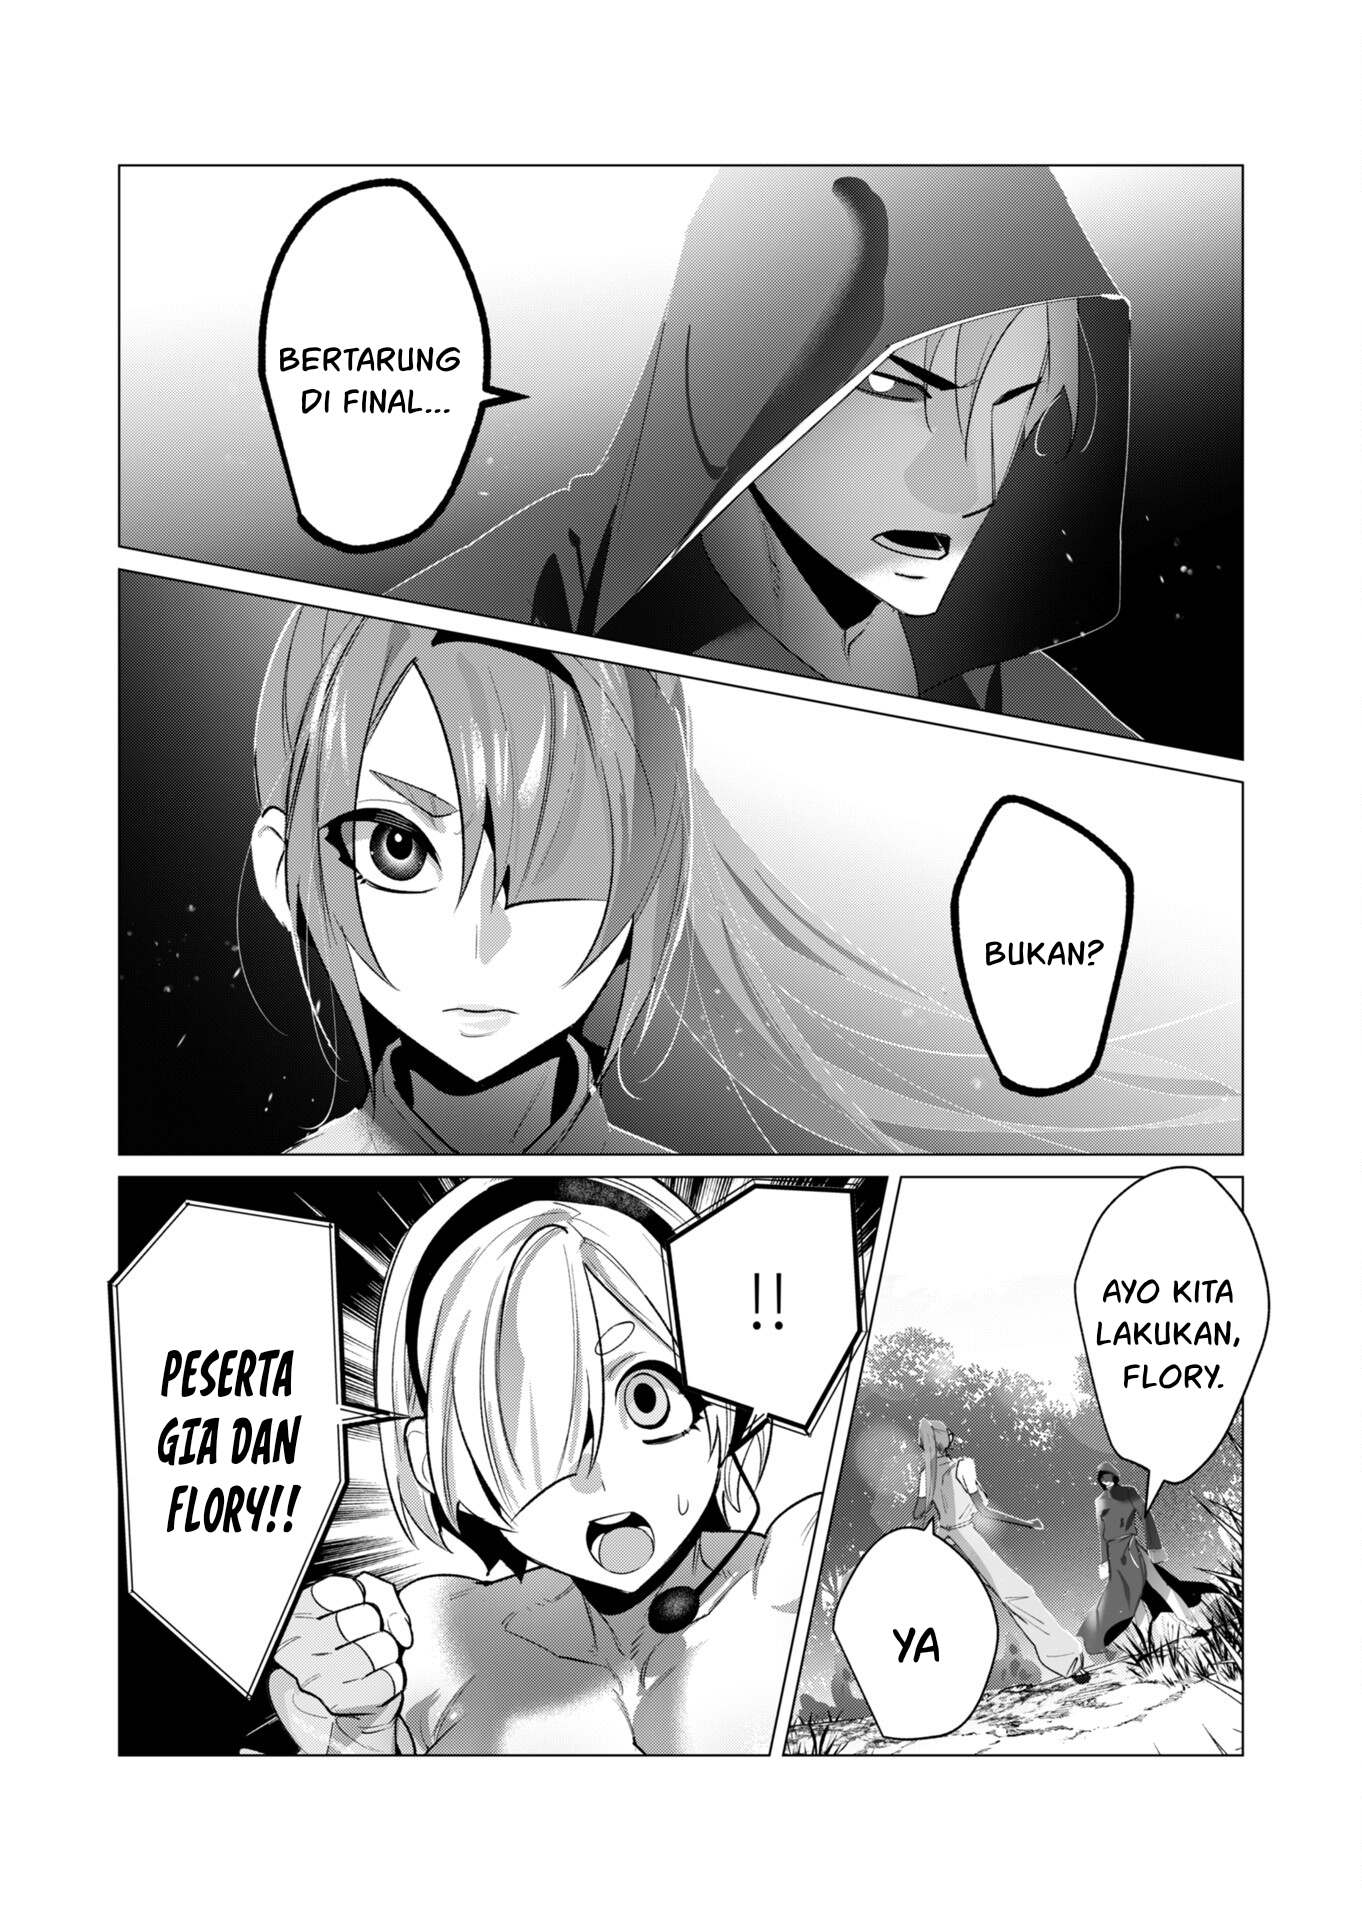 BERTARUNG
DI FINAL...
BUKAN?
AYO KITA
LAKUKAN,
FLORY.
YA
!!
PESERTA
GIA DAN
FLORY!!